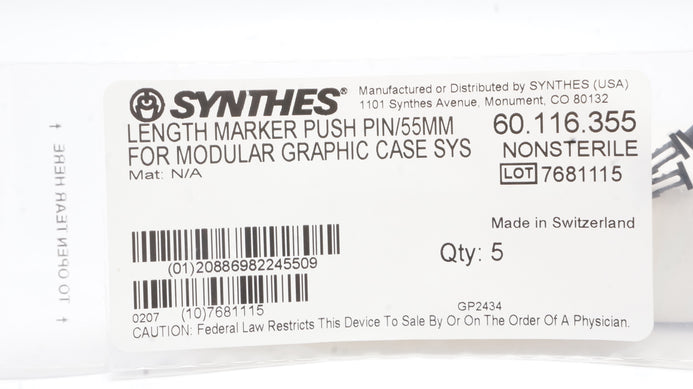 SYNTHES®
Manufactured or Distributed by SYNTHES (USA)
1101 Synthes Avenue, Monument, CO 80132
LENGTH MARKER PUSH PIN/55MM
FOR MODULAR GRAPHIC CASE SYS
Mat: N/A
60.116.355
NONSTERILE
LOT 7681115
Made in Switzerland
Qty: 5
(01)20886982245509
(10)7681115
0207
GP2434
CAUTION: Federal Law Restricts This Device To Sale By Or On The Order Of A Physician.
TO OPEN TEAR HERE